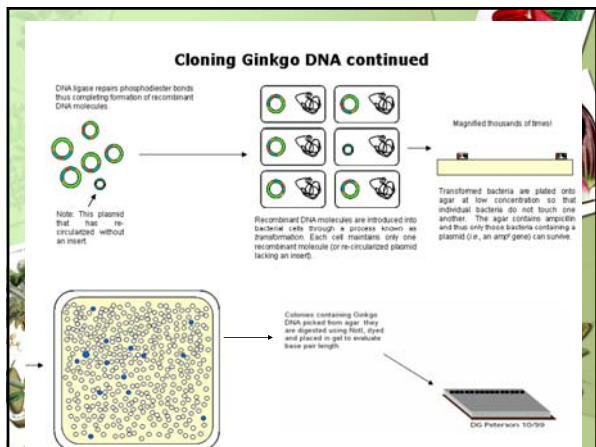 Cloning Ginkgo DNA continued
DNA ligase repairs phosphodiester bonds
thus completing formation of recombinant
DNA molecules.
Note: This plasmid
that has re-
circularized without
an insert.
Recombinant DNA molecules are introduced into
bacterial cells through a process known as
transformation. Each cell maintains only one
recombinant molecule (or re-circularized plasmid
lacking an insert).
Magnified thousands of times!
Transformed bacteria are plated onto
agar at low concentration so that
individual bacteria do not touch one
another. The agar contains ampicillin
and thus only those bacteria containing a
plasmid (i.e., an ampʳ gene) can survive.
Colonies containing Ginkgo
DNA picked from agar they
are digested using NotI, dyed
and placed in gel to evaluate
base pair length
DG Peterson 10/99